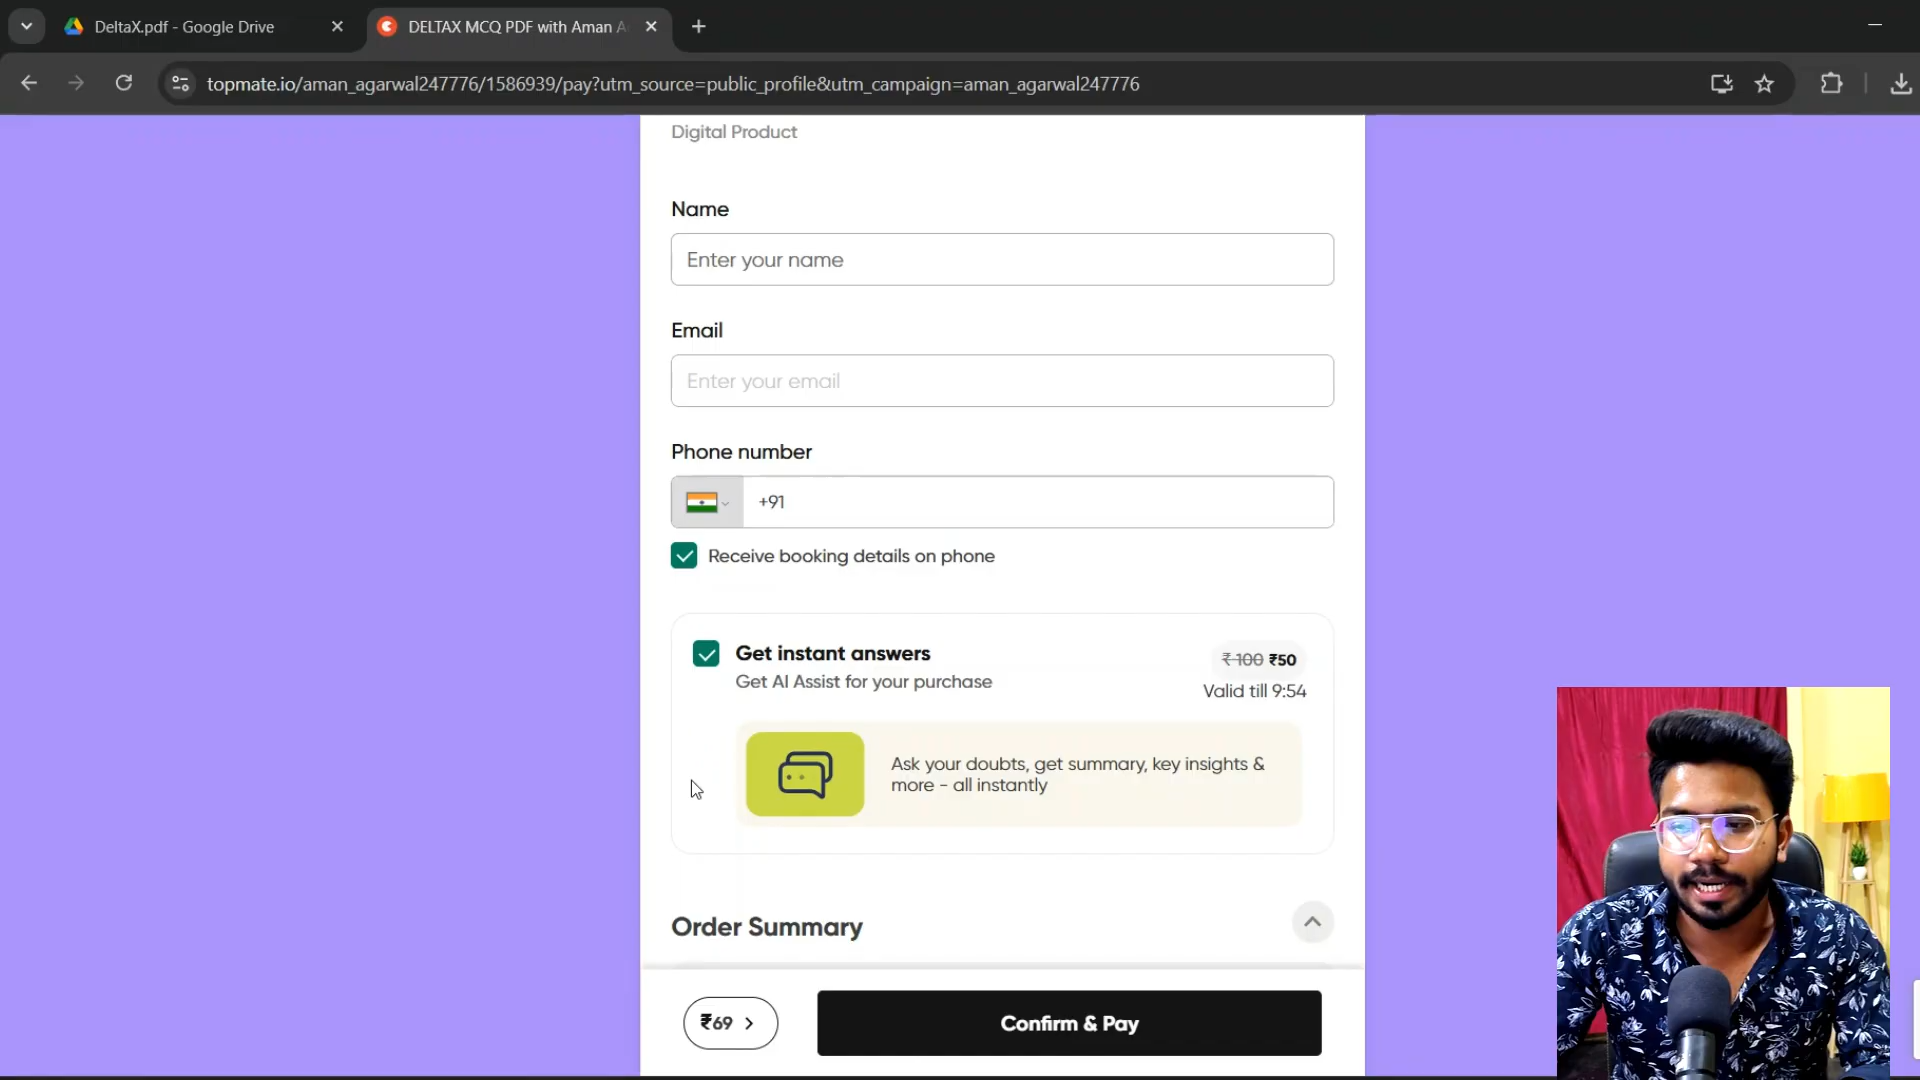 DeltaX.pdf - Google Drive
DELTAX MCQ PDF with Aman A
topmate.io/aman_agarwal247776/1586939/pay?utm_source=public_profile&utm_campaign=aman_agarwal247776
Digital Product
Name
Enter your name
Email
Enter your email
Phone number
+91
Receive booking details on phone
Get instant answers
₹100 ₹50
Get AI Assist for your purchase
Valid till 9:54
Ask your doubts, get summary, key insights &
more - all instantly
Order Summary
₹69
Confirm & Pay